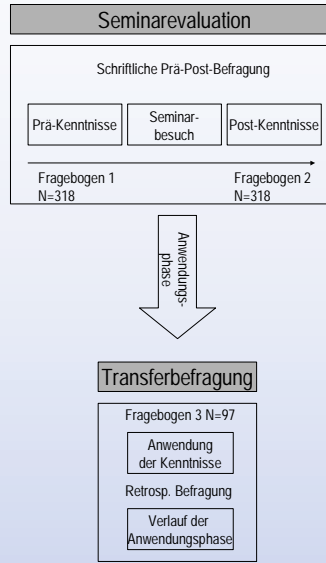 Seminarevaluation
Schriftliche Prä-Post-Befragung
Prä-Kenntnisse
Seminar-
besuch
Post-Kenntnisse
Fragebogen 1
N=318
Fragebogen 2
N=318
Anwendungs-
phase
Transferbefragung
Fragebogen 3 N=97
Anwendung
der Kenntnisse
Retrosp. Befragung
Verlauf der
Anwendungsphase